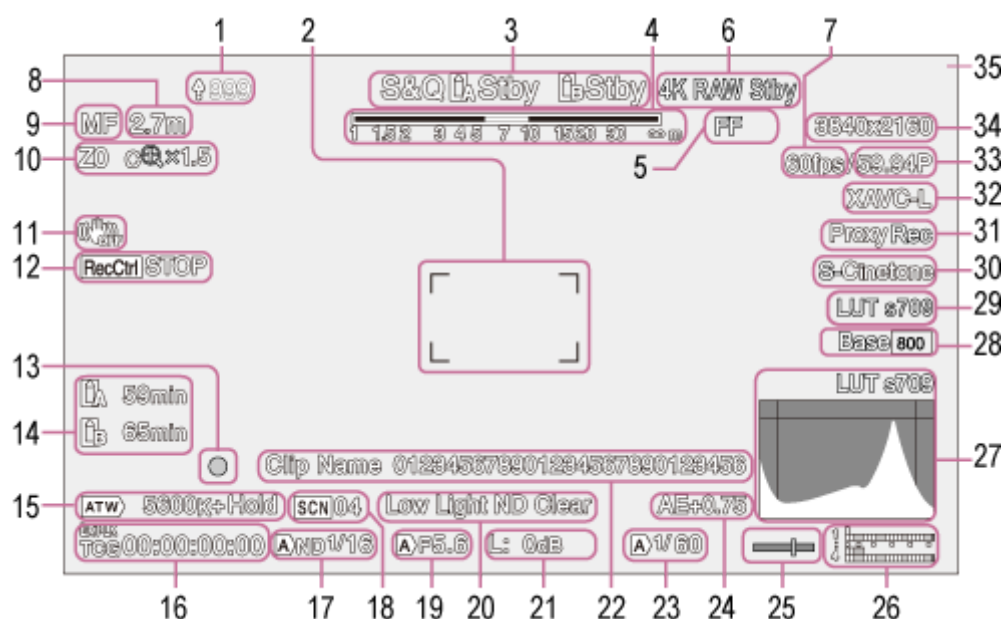 1 2 3 4 6 7
8 999 S&Q A Stby B Stby 4K RAW Stby 35
9 MF 2.7m 1 1.5 2 3 4 5 7 10 15 20 30 ∞ m 5 FF 3840x2160 34
10 Z0 C ×1.5 60fps/59.94P 33
XAVC-L 32
11 OFF Proxy Rec 31
12 RecCtrl STOP S-Cinetone 30
LUT s709 29
Base 800 28
13 LUT s709
A 59min
14 B 65min
Clip Name 012345678901234567890123456 27
15 ATW 5600K+Hold SCN 04 Low Light ND Clear AE+0.75
TCG 00:00:00:00 A ND1/16 A F5.6 L: 0dB A 1/60
16 17 18 19 20 21 22 23 24 25 26